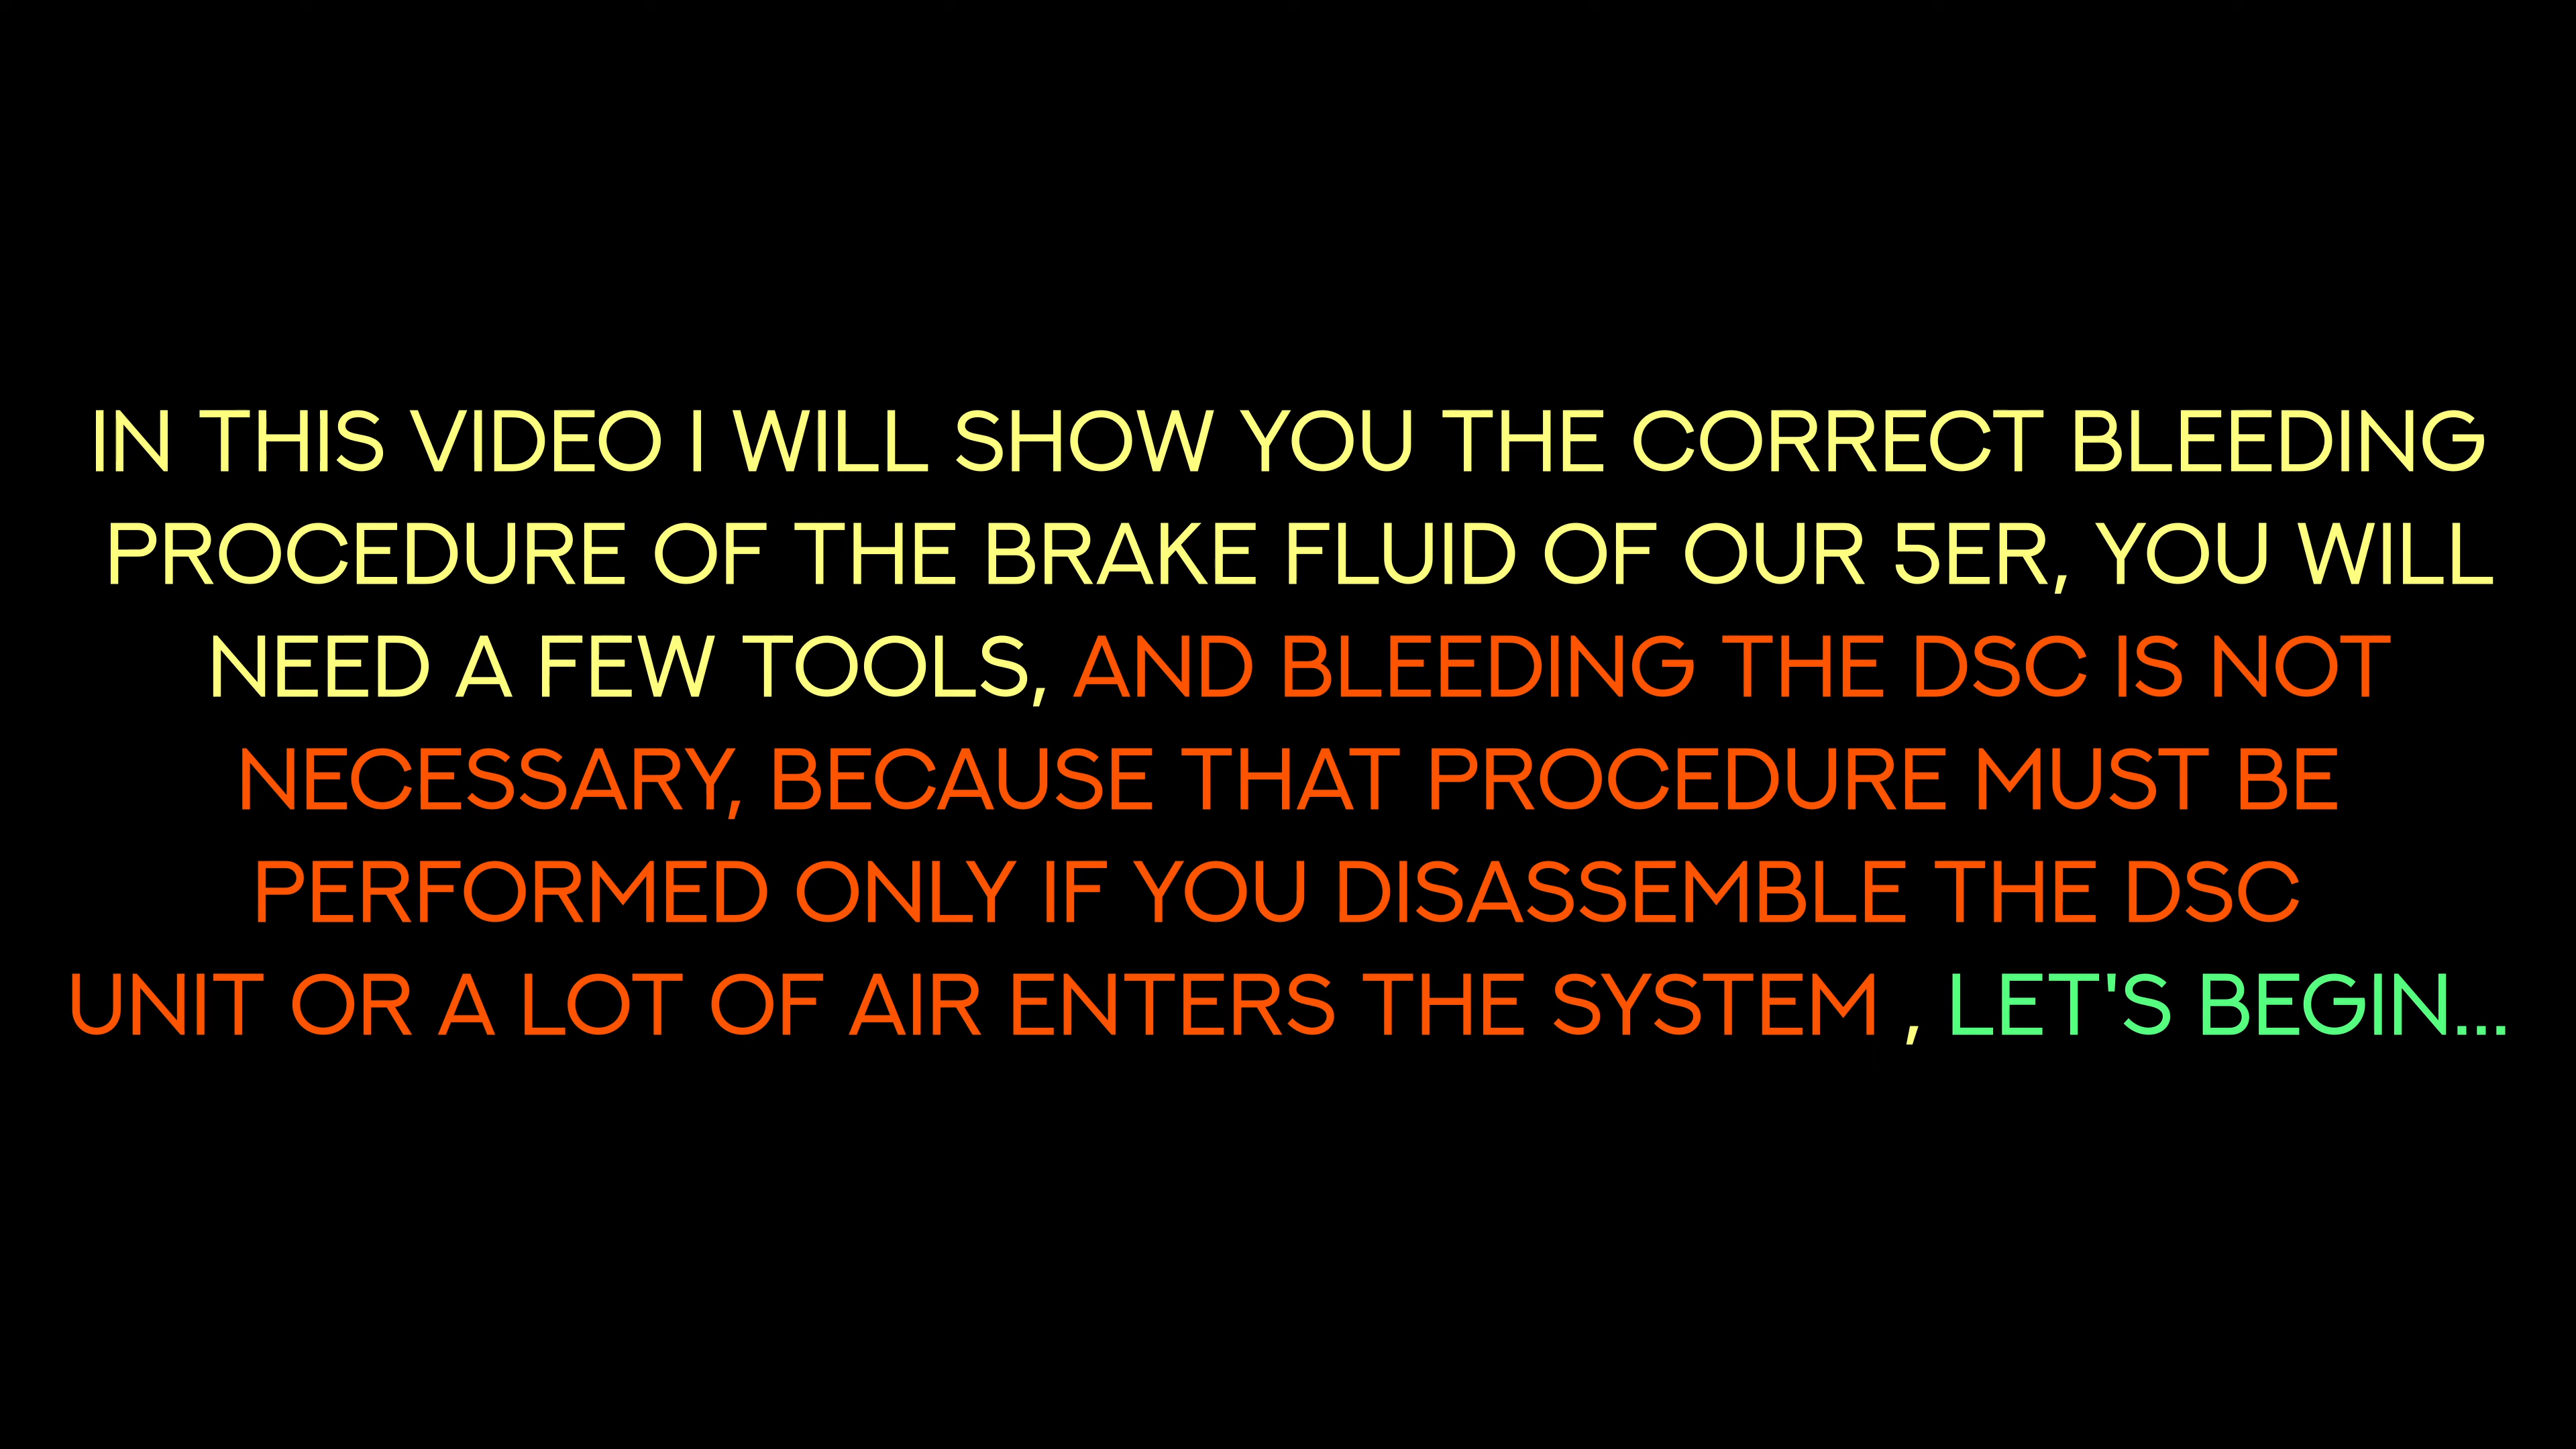 IN THIS VIDEO I WILL SHOW YOU THE CORRECT BLEEDING
PROCEDURE OF THE BRAKE FLUID OF OUR 5ER, YOU WILL
NEED A FEW TOOLS, AND BLEEDING THE DSC IS NOT
NECESSARY, BECAUSE THAT PROCEDURE MUST BE
PERFORMED ONLY IF YOU DISASSEMBLE THE DSC
UNIT OR A LOT OF AIR ENTERS THE SYSTEM , LET'S BEGIN...